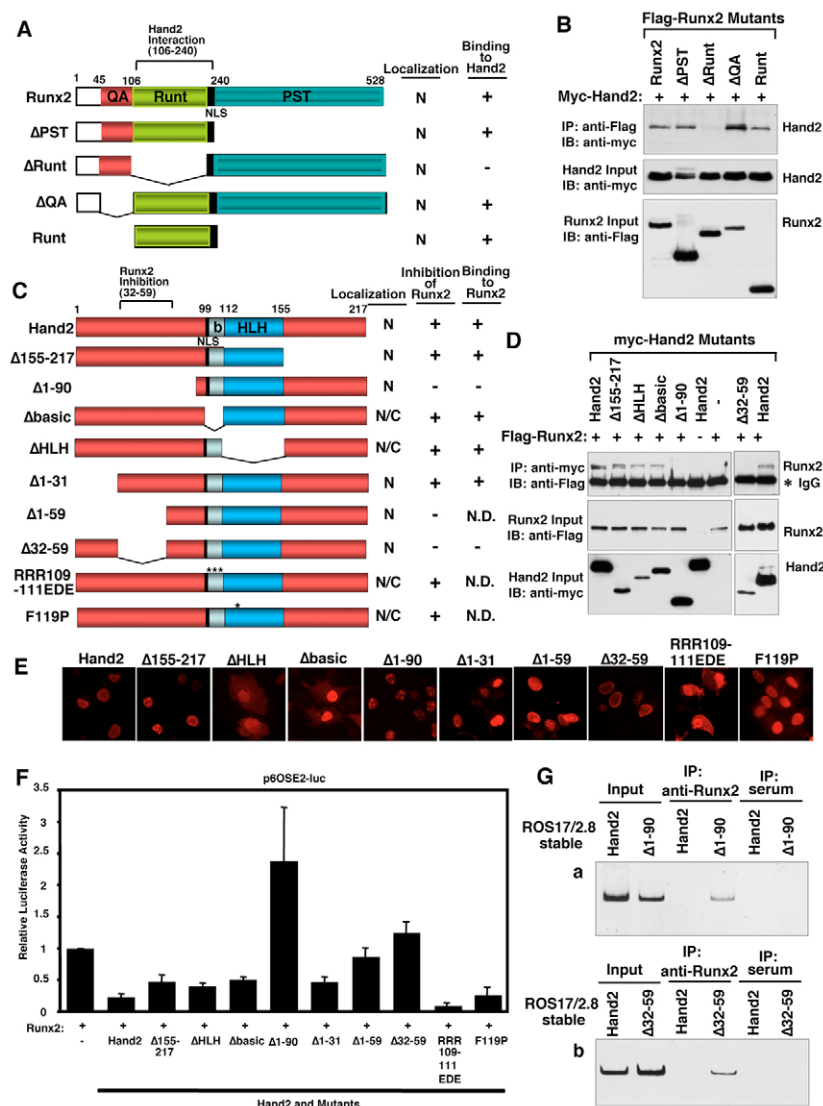 A
Hand2
Interaction
(106-240)
Localization
Binding
to
Hand2
1 45 106 240 528
Runx2 QA Runt PST N +
NLS
ΔPST N +
ΔRunt N -
ΔQA N +
Runt N +
B
Flag-Runx2 Mutants
Runx2 ΔPST ΔRunt ΔQA Runt
Myc-Hand2: + + + + +
IP: anti-Flag
IB: anti-myc
Hand2
Hand2 Input
IB: anti-myc
Hand2
Runx2 Input
IB: anti-Flag
Runx2
C
Runx2
Inhibition
(32-59)
Localization
Inhibition
of
Runx2
Binding
to
Runx2
1 99 112 155 217
Hand2 b HLH N + +
NLS
Δ155-217 N + +
Δ1-90 N - -
Δbasic N/C + +
ΔHLH N/C + +
Δ1-31 N + +
Δ1-59 N - N.D.
Δ32-59 N - -
***
RRR109
-111EDE N/C + N.D.
*
F119P N/C + N.D.
D
myc-Hand2 Mutants
Hand2 Δ155-217 ΔHLH Δbasic Δ1-90 Hand2 - Δ32-59 Hand2
Flag-Runx2: + + + + + - + + +
IP: anti-myc
IB: anti-Flag
Runx2
* IgG
Runx2 Input
IB: anti-Flag
Runx2
Hand2 Input
IB: anti-myc
Hand2
E
Hand2 Δ155-217 ΔHLH Δbasic Δ1-90 Δ1-31 Δ1-59 Δ32-59 RRR109-
111EDE F119P
F
p6OSE2-luc
Relative Luciferase Activity
3.5
3
2.5
2
1.5
1
0.5
0
Runx2: + + + + + + + + + +
- Hand2 Δ155-
217 ΔHLH Δbasic Δ1-90 Δ1-31 Δ1-59 Δ32-59 RRR
109-
111
EDE F119P
Hand2 and Mutants
G
Input
IP:
anti-Runx2
IP:
serum
ROS17/2.8
stable
Hand2 Δ1-90 Hand2 Δ1-90 Hand2 Δ1-90
a
Input
IP:
anti-Runx2
IP:
serum
ROS17/2.8
stable
Hand2 Δ32-59 Hand2 Δ32-59 Hand2 Δ32-59
b